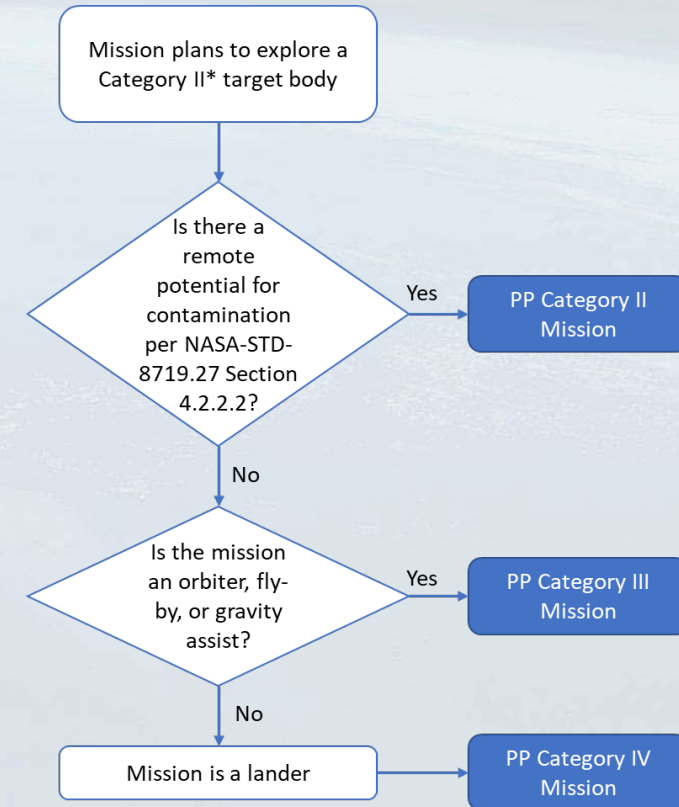 Mission plans to explore a
Category II* target body
Is there a
remote
potential for
contamination
per NASA-STD-
8719.27 Section
4.2.2.2?
Yes
PP Category II
Mission
No
Is the mission
an orbiter, fly-
by, or gravity
assist?
Yes
PP Category III
Mission
No
Mission is a lander
PP Category IV
Mission